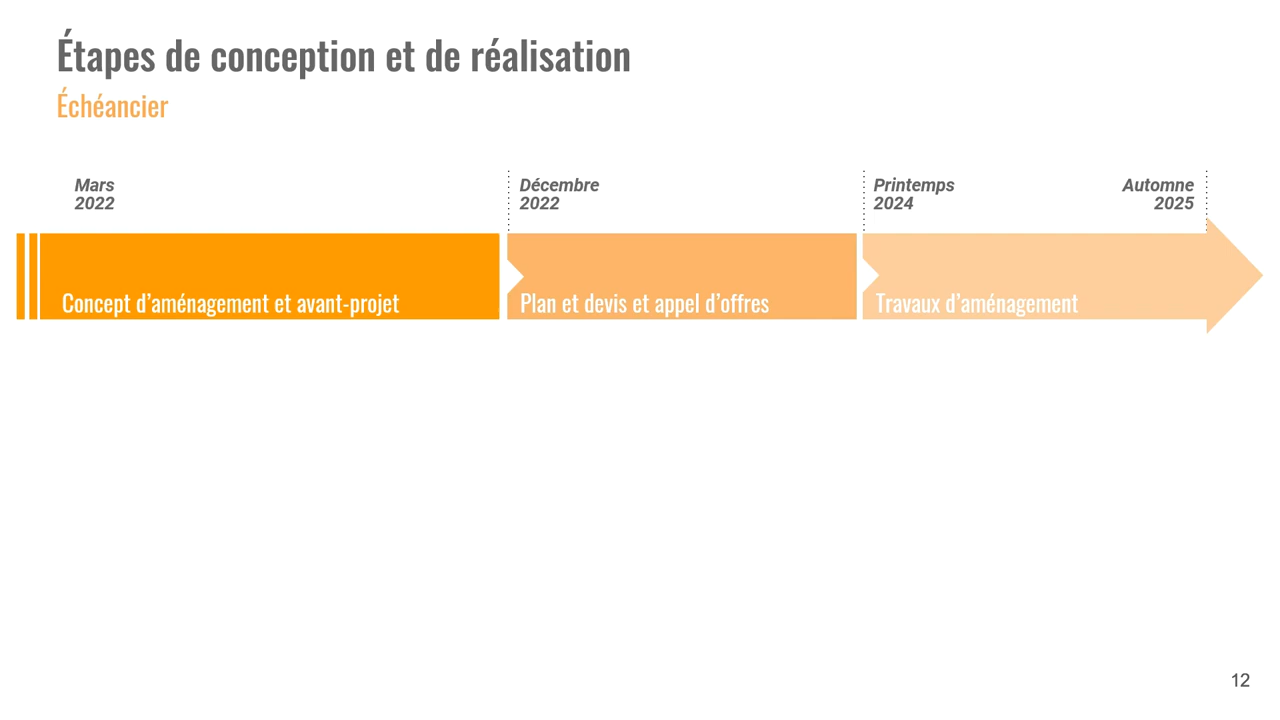 Étapes de conception et de réalisation
Échéancier
Mars
2022
Décembre
2022
Printemps
2024
Automne
2025
Concept d’aménagement et avant-projet
Plan et devis et appel d’offres
Travaux d’aménagement
12